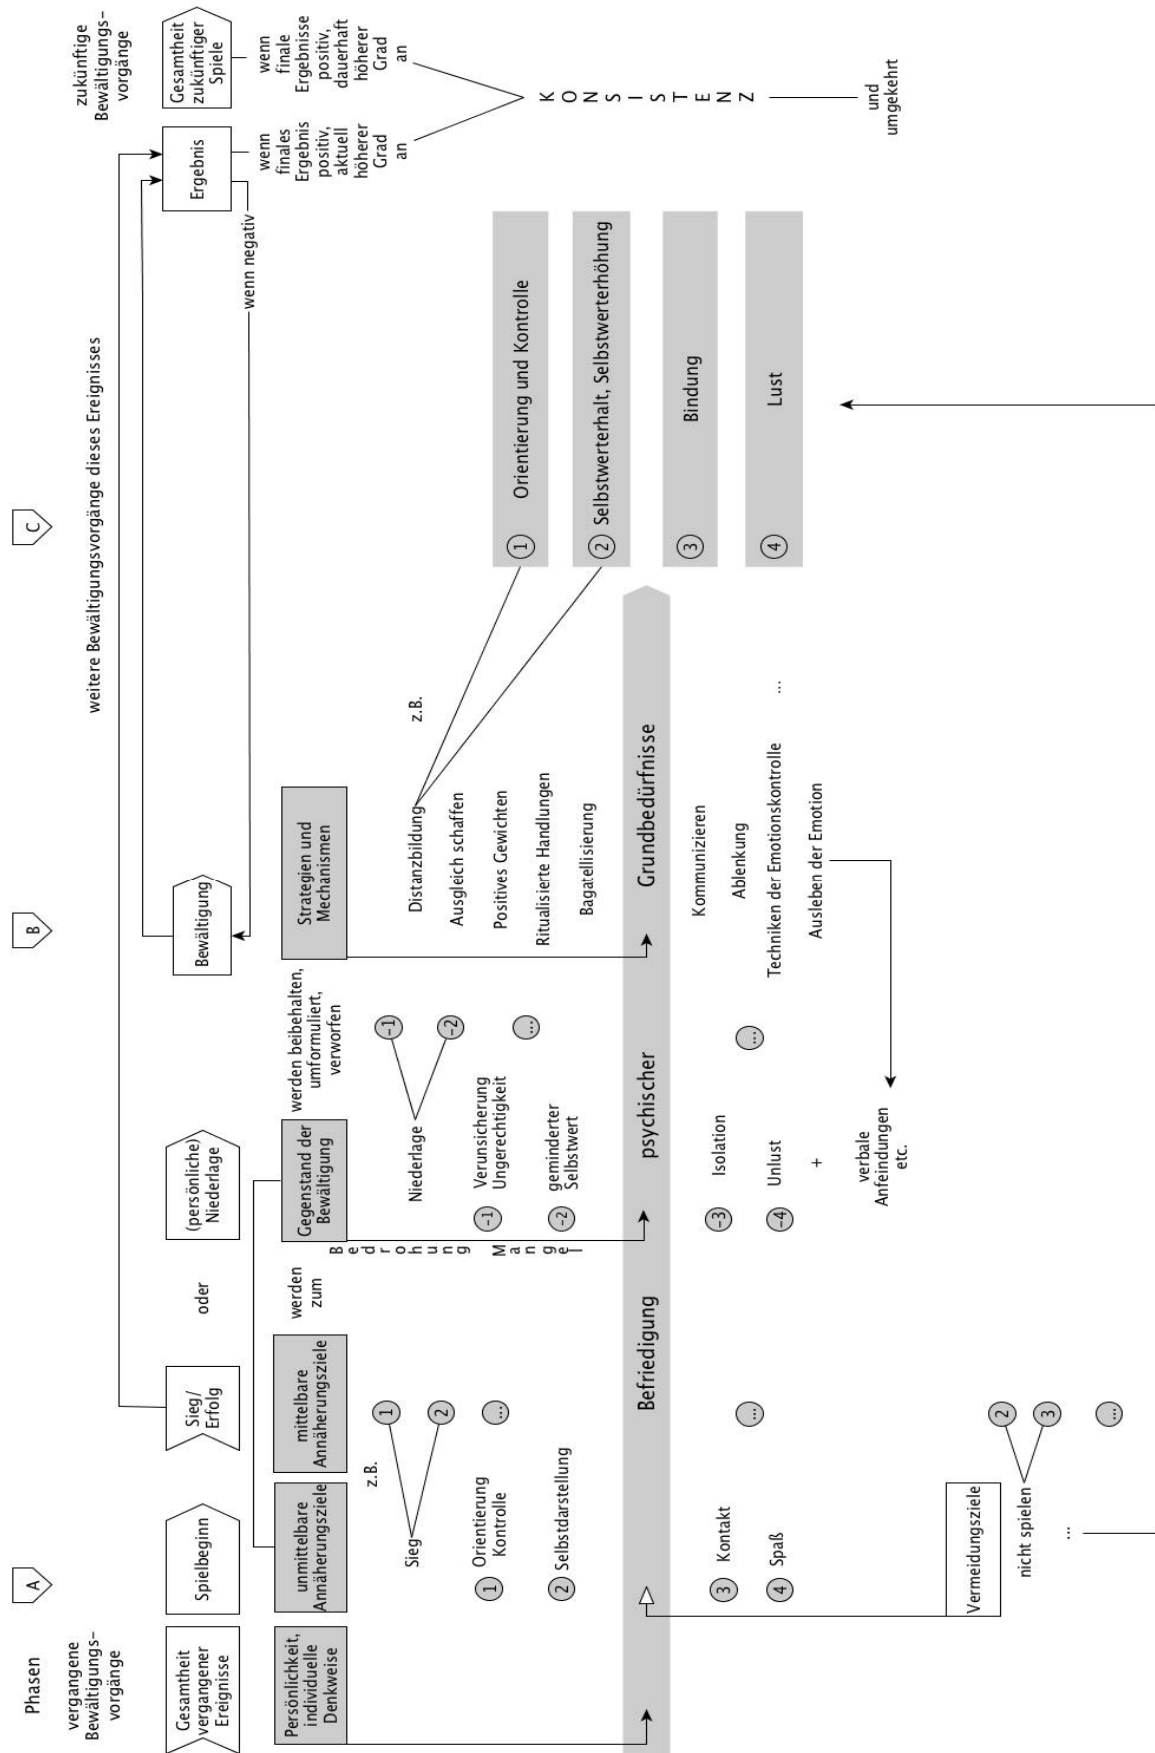 Phasen
A
B
C
vergangene
Bewältigungs-
vorgänge
weitere Bewältigungsvorgänge dieses Ereignisses
zukünftige
Bewältigungs-
vorgänge
Gesamtheit
vergangener
Ereignisse
Spielbeginn
Sieg/
Erfolg
oder
(persönliche)
Niederlage
Bewältigung
Ergebnis
Gesamtheit
zukünftiger
Spiele
wenn negativ
Persönlichkeit,
individuelle
Denkweise
unmittelbare
Annäherungsziele
mittelbare
Annäherungsziele
werden
zum
Gegenstand der
Bewältigung
werden beibehalten,
umformuliert,
verworfen
Strategien und
Mechanismen
wenn
finales
Ergebnis
positiv,
aktuell
höherer
Grad
an
wenn
finale
Ergebnisse
positiv,
dauerhaft
höherer
Grad
an
z.B.
Sieg
1
2
...
1 Orientierung
Kontrolle
2 Selbstdarstellung
Bedrohung Mangel
Niederlage
-1
-2
...
-1 Verunsicherung
Ungerechtigkeit
-2 geminderter
Selbstwert
Distanzbildung
z.B.
Ausgleich schaffen
Positives Gewichten
Ritualisierte Handlungen
Bagatellisierung
1 Orientierung und Kontrolle
2 Selbstwerterhalt, Selbstwerterhöhung
3 Bindung
4 Lust
KONSISTENZ
und
umgekehrt
Befriedigung psychischer Grundbedürfnisse
3 Kontakt
4 Spaß
...
-3 Isolation
-4 Unlust
...
+
verbale
Anfeindungen
etc.
Kommunizieren
Ablenkung
Techniken der Emotionskontrolle
...
Ausleben der Emotion
Vermeidungsziele
nicht spielen
2
3
...
...